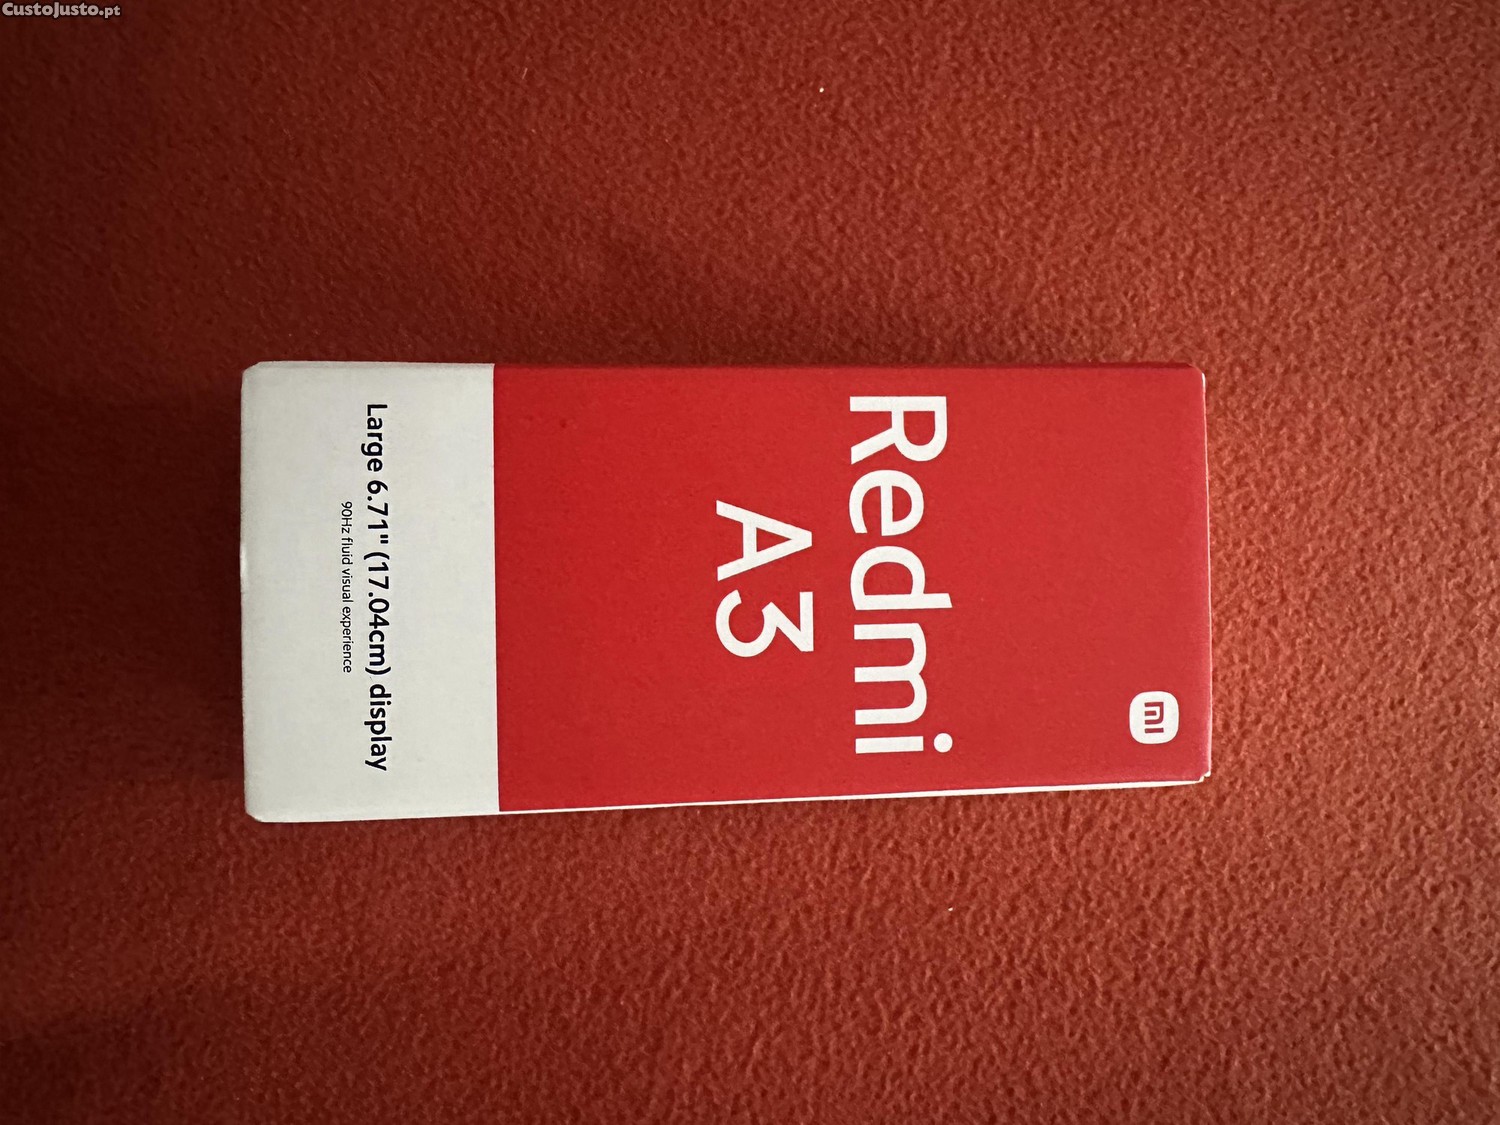 CustoJusto.pt
mi
Redmi
A3
Large 6.71" (17.04cm) display
90Hz fluid visual experience